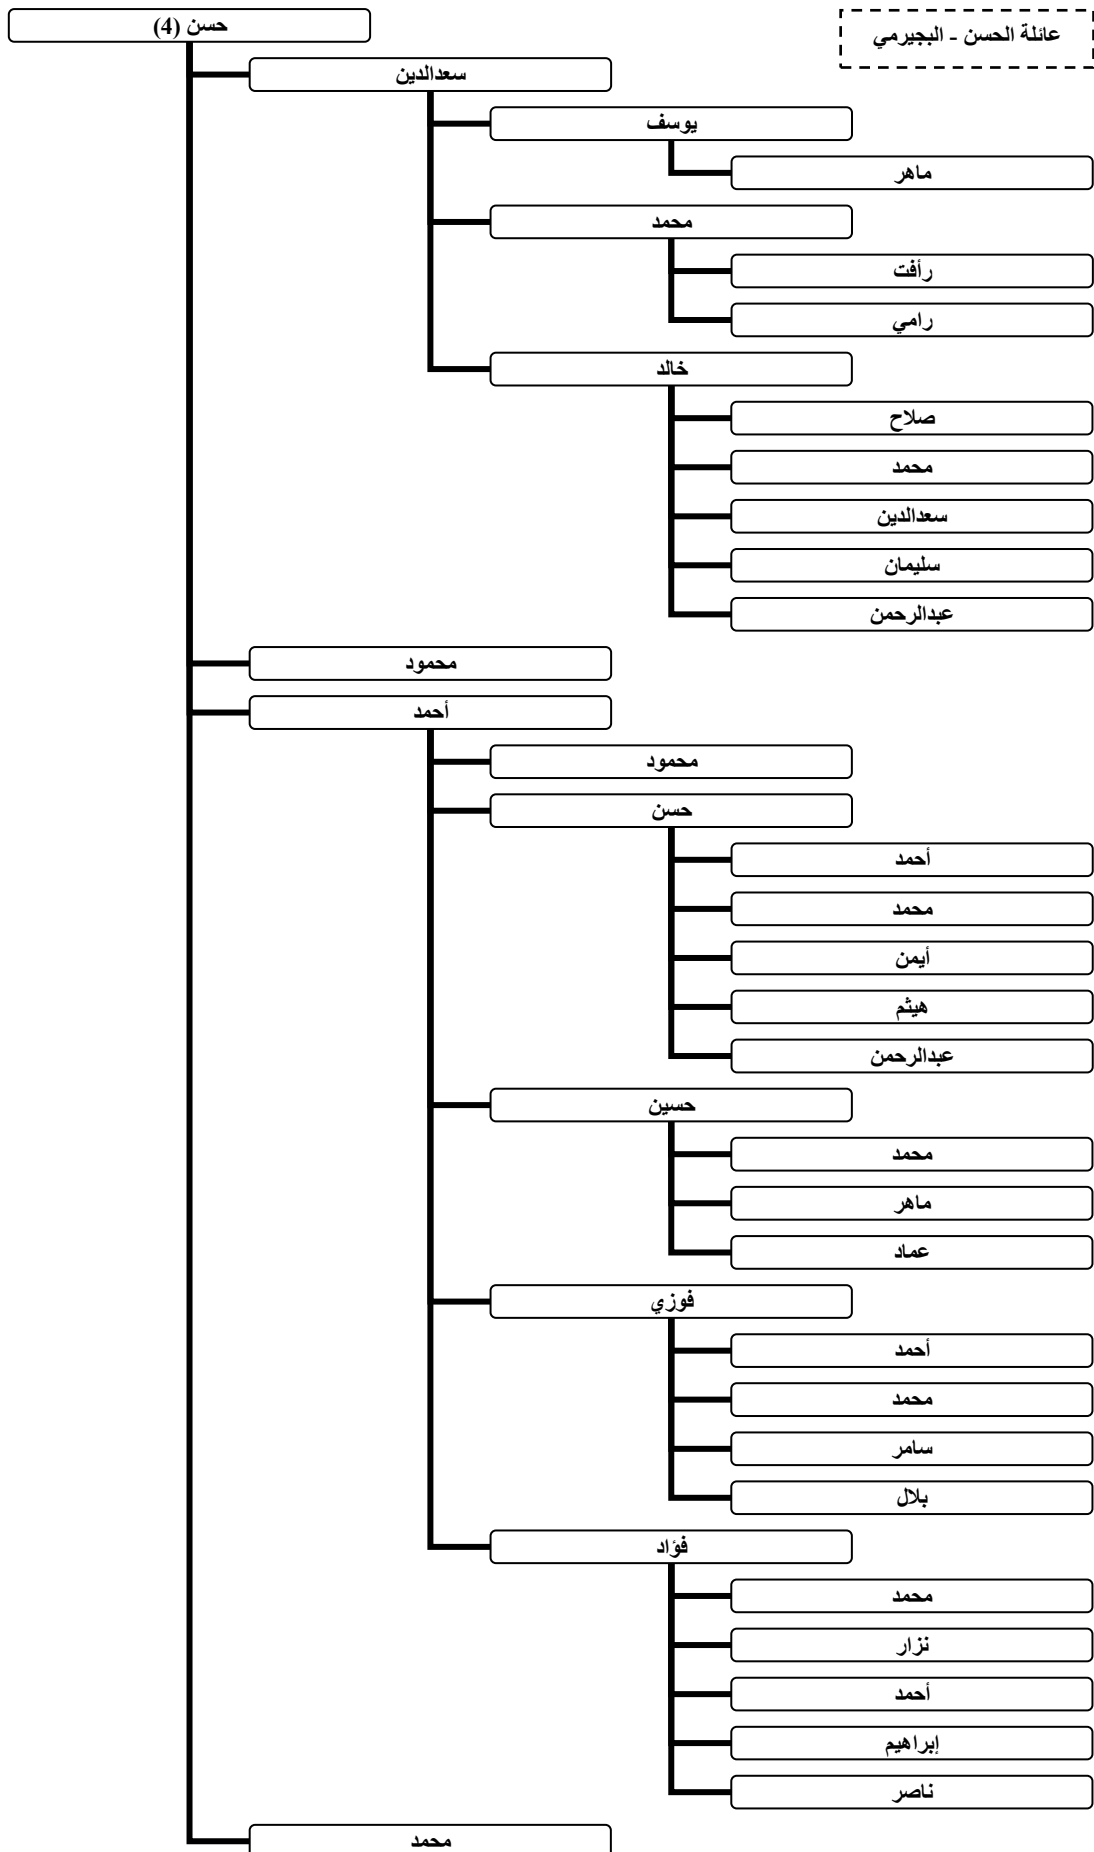 عائلة الحسن - البجيرمي
حسن (4)
سعدالدين
يوسف
ماهر
محمد
رأفت
رامي
خالد
صلاح
محمد
سعدالدين
سليمان
عبدالرحمن
محمود
أحمد
محمود
حسن
أحمد
محمد
أيمن
هيثم
عبدالرحمن
حسين
محمد
ماهر
عماد
فوزي
أحمد
محمد
سامر
بلال
فؤاد
محمد
نزار
أحمد
إبراهيم
ناصر
محمد